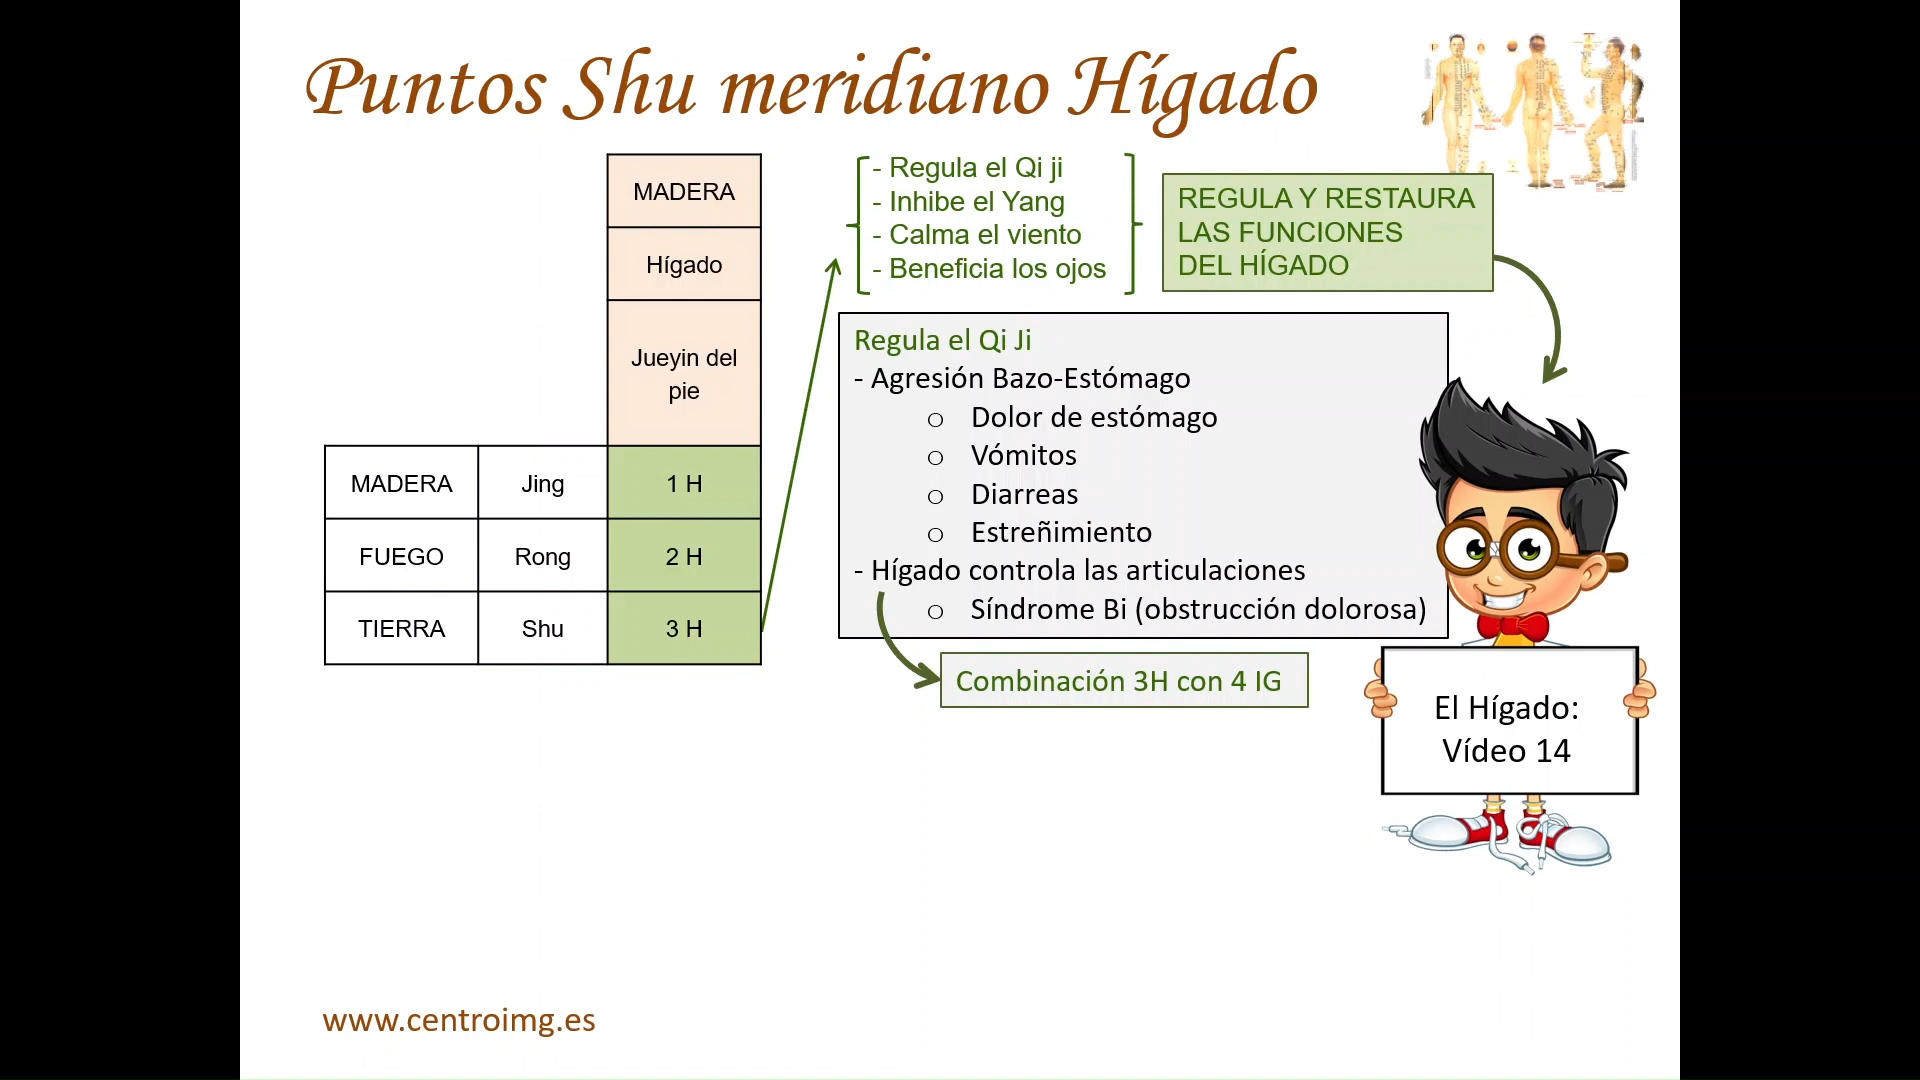 Puntos Shu meridiano Hígado
MADERA
Hígado
Jueyin del
pie
MADERA Jing 1 H
FUEGO Rong 2 H
TIERRA Shu 3 H
- Regula el Qi ji
- Inhibe el Yang
- Calma el viento
- Beneficia los ojos
REGULA Y RESTAURA
LAS FUNCIONES
DEL HÍGADO
Regula el Qi Ji
- Agresión Bazo-Estómago
o Dolor de estómago
o Vómitos
o Diarreas
o Estreñimiento
- Hígado controla las articulaciones
o Síndrome Bi (obstrucción dolorosa)
Combinación 3H con 4 IG
El Hígado:
Vídeo 14
www.centroimg.es